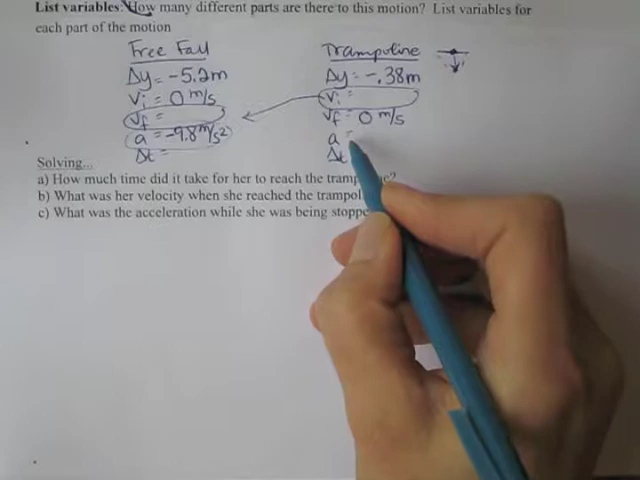 List variables: How many different parts are there to this motion? List variables for
each part of the motion
Free Fall
Trampoline
Δy = -5.2m
Δy = -.38m
vi = 0 m/s
vi =
vf =
vf = 0 m/s
a = -9.8 m/s²
a =
Δt =
Δt
Solving...
a) How much time did it take for her to reach the
b) What was her velocity when she reached the
c) What was the acceleration while she was being